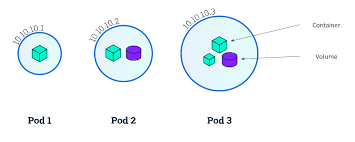 10.10.10.1
10.10.10.2
10.10.10.3
Container
Volume
Pod 1
Pod 2
Pod 3